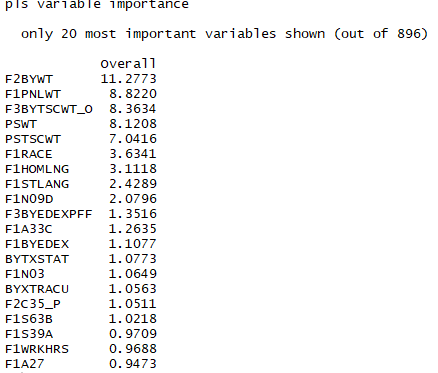 pls variable importance
only 20 most important variables shown (out of 896)
Overall
F2BYWT 11.2773
F1PNLWT 8.8220
F3BYTSCWT_O 8.3634
PSWT 8.1208
PSTSCWT 7.0416
F1RACE 3.6341
F1HOMLNG 3.1118
F1STLANG 2.4289
F1N09D 2.0796
F3BYEDEXPFF 1.3516
F1A33C 1.2635
F1BYEDEX 1.1077
BYTXSTAT 1.0773
F1N03 1.0649
BYXTRACU 1.0563
F2C35_P 1.0511
F1S63B 1.0218
F1S39A 0.9709
F1WRKHRS 0.9688
F1A27 0.9473